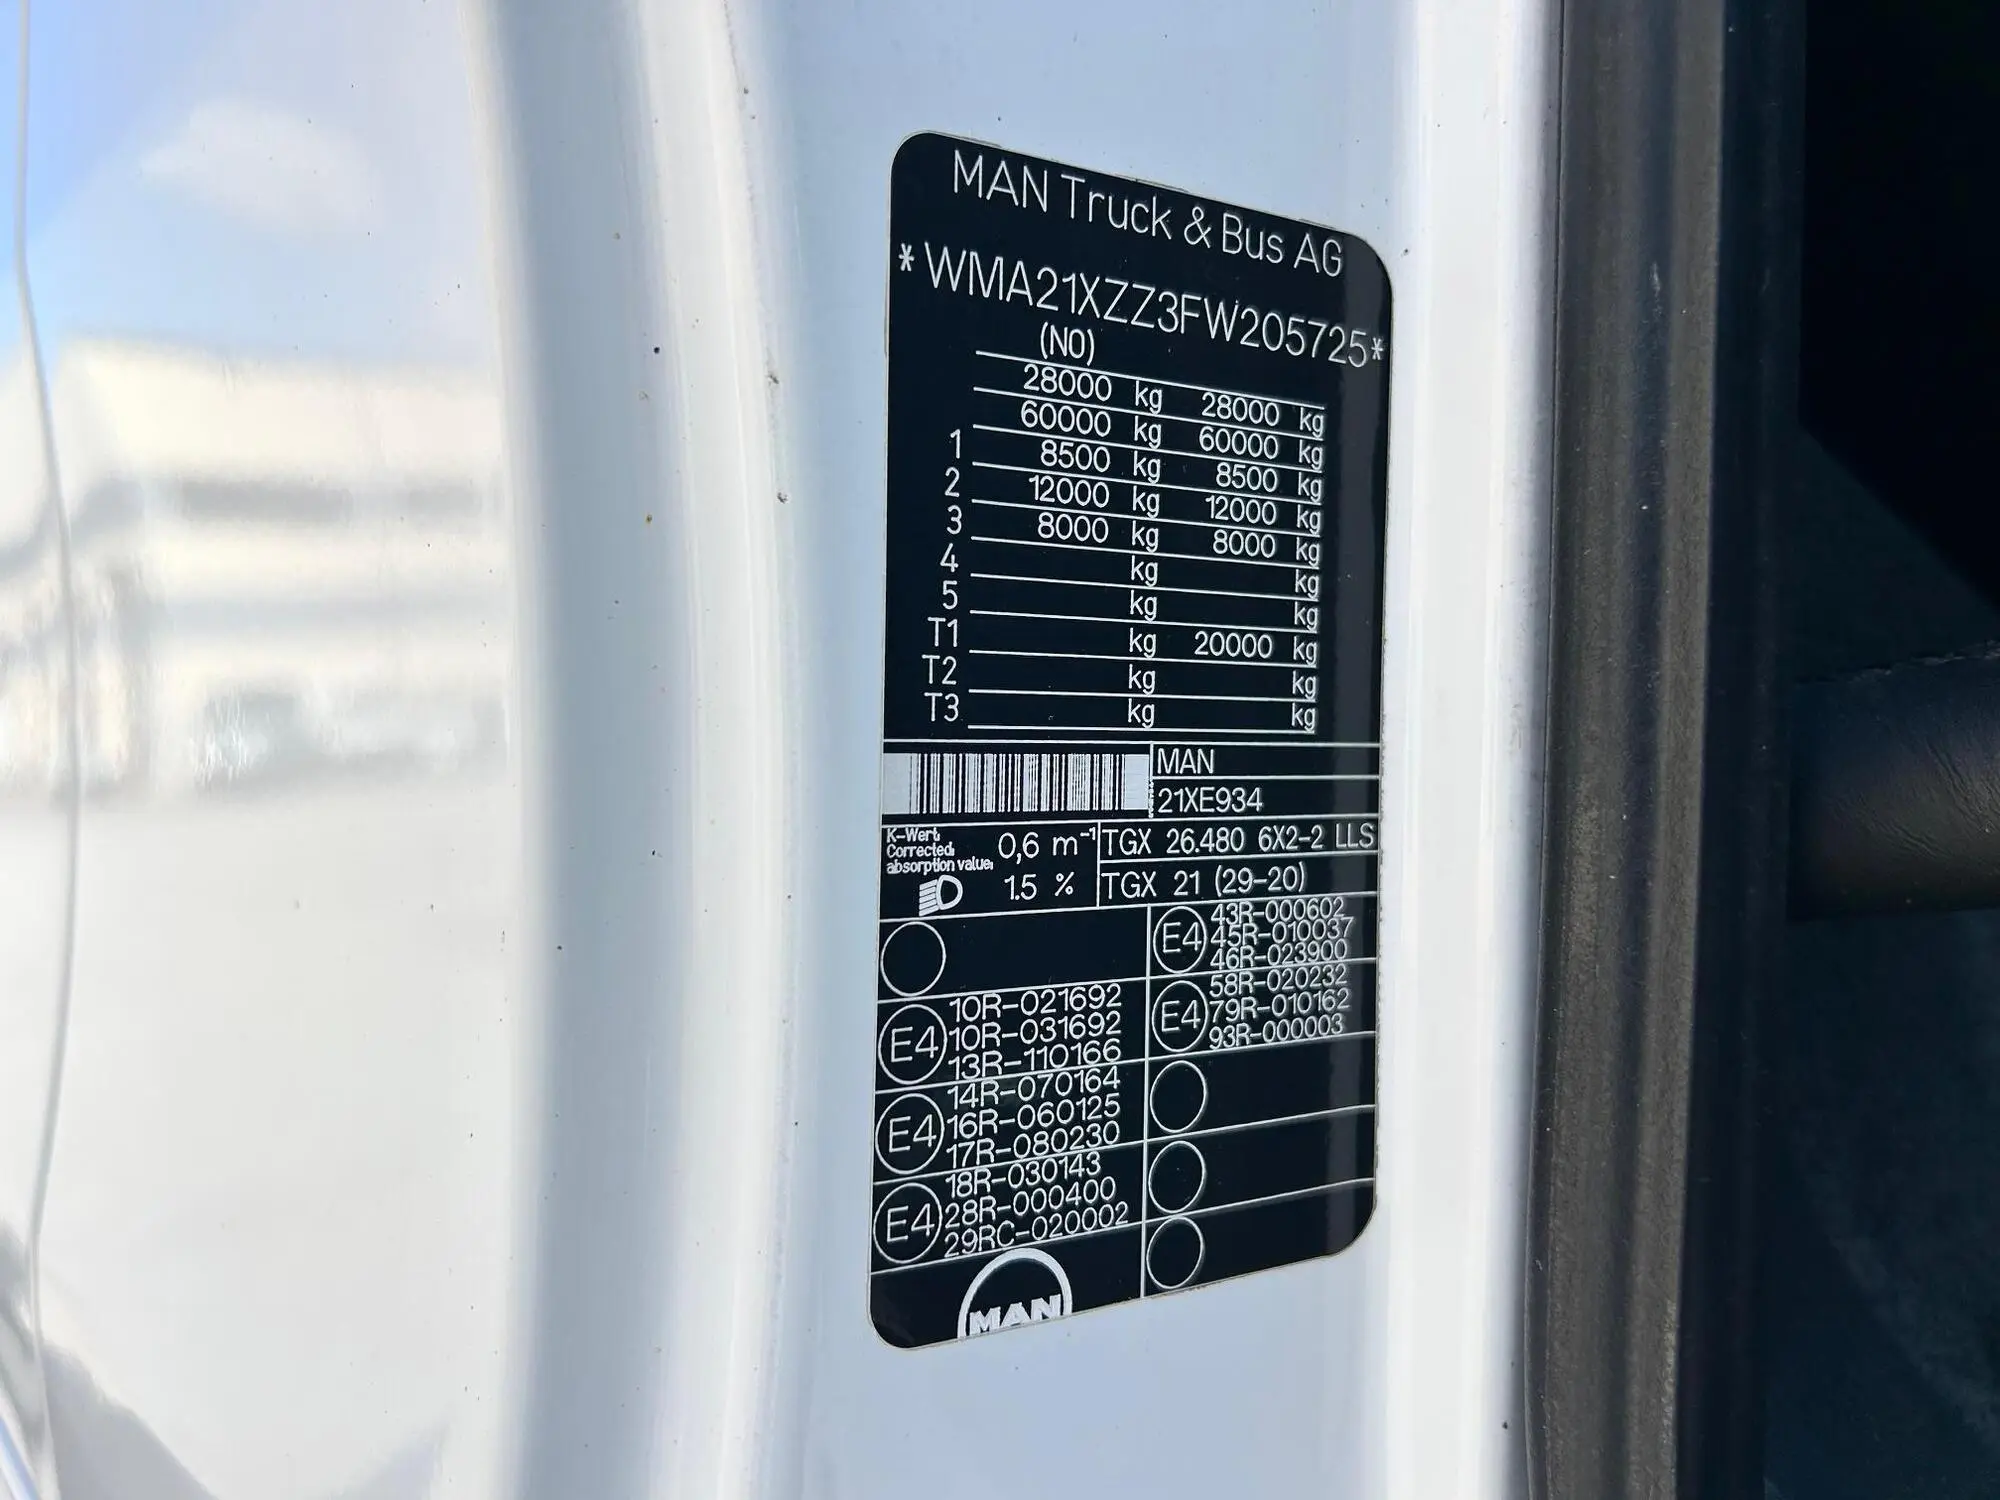 MAN Truck & Bus AG
*WMA21XZZ3FW205725*
(NO)
28000 kg 28000 kg
60000 kg 60000 kg
1 8500 kg 8500 kg
2 12000 kg 12000 kg
3 8000 kg 8000 kg
4 kg kg
5 kg kg
T1 kg 20000 kg
T2 kg kg
T3 kg kg
MAN
21XE934
K-Wert
Corrected
absorption value:
0,6 m⁻¹
1.5 %
TGX 26.480 6X2-2 LLS
TGX 21 (29-20)
E4
10R-021692
10R-031692
13R-110166
E4
14R-070164
16R-060125
17R-080230
E4
18R-030143
28R-000400
29RC-020002
E4
43R-000602
45R-010037
46R-023900
E4
58R-020232
79R-010162
93R-000003
MAN